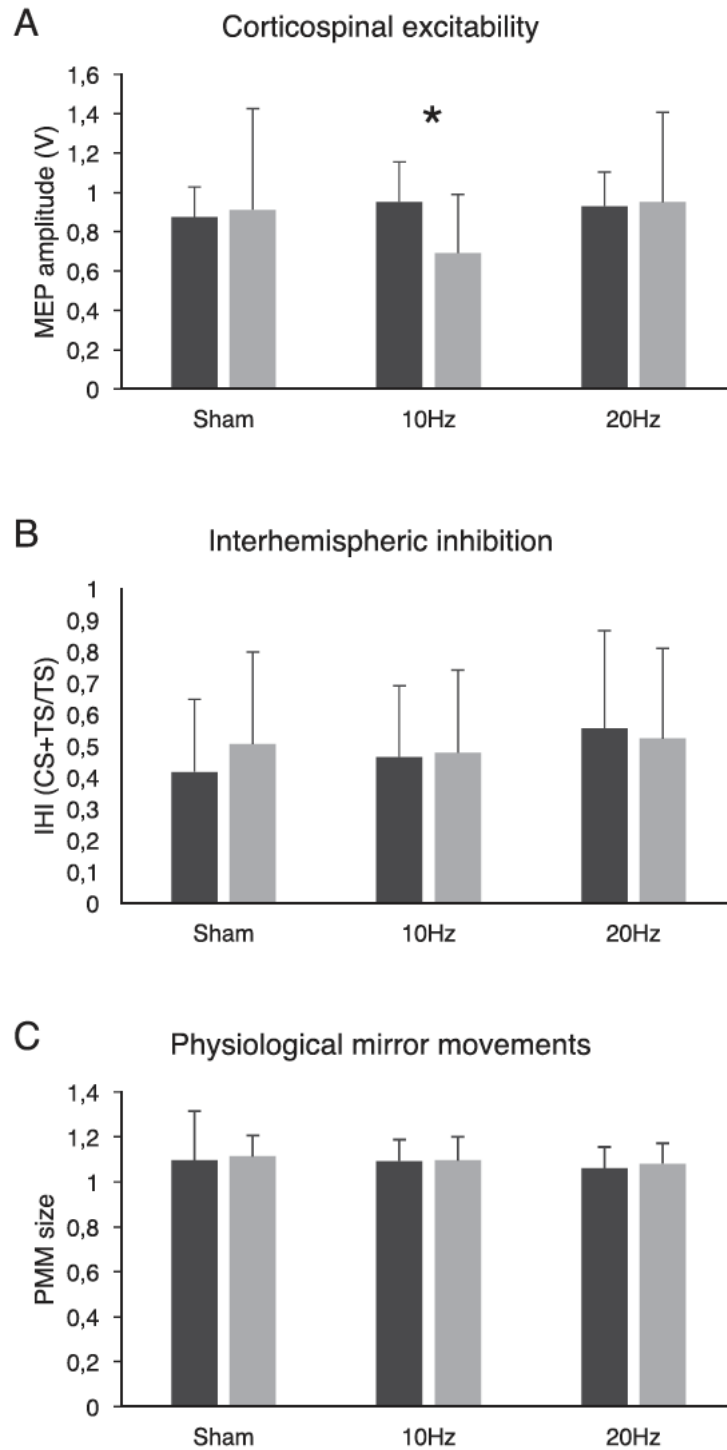 A
Corticospinal excitability
MEP amplitude (V)
1,6
1,4
1,2
1
0,8
0,6
0,4
0,2
0
*
Sham 10Hz 20Hz
B
Interhemispheric inhibition
IHI (CS+TS/TS)
1
0,9
0,8
0,7
0,6
0,5
0,4
0,3
0,2
0,1
0
Sham 10Hz 20Hz
C
Physiological mirror movements
PMM size
1,4
1,2
1
0,8
0,6
0,4
0,2
0
Sham 10Hz 20Hz